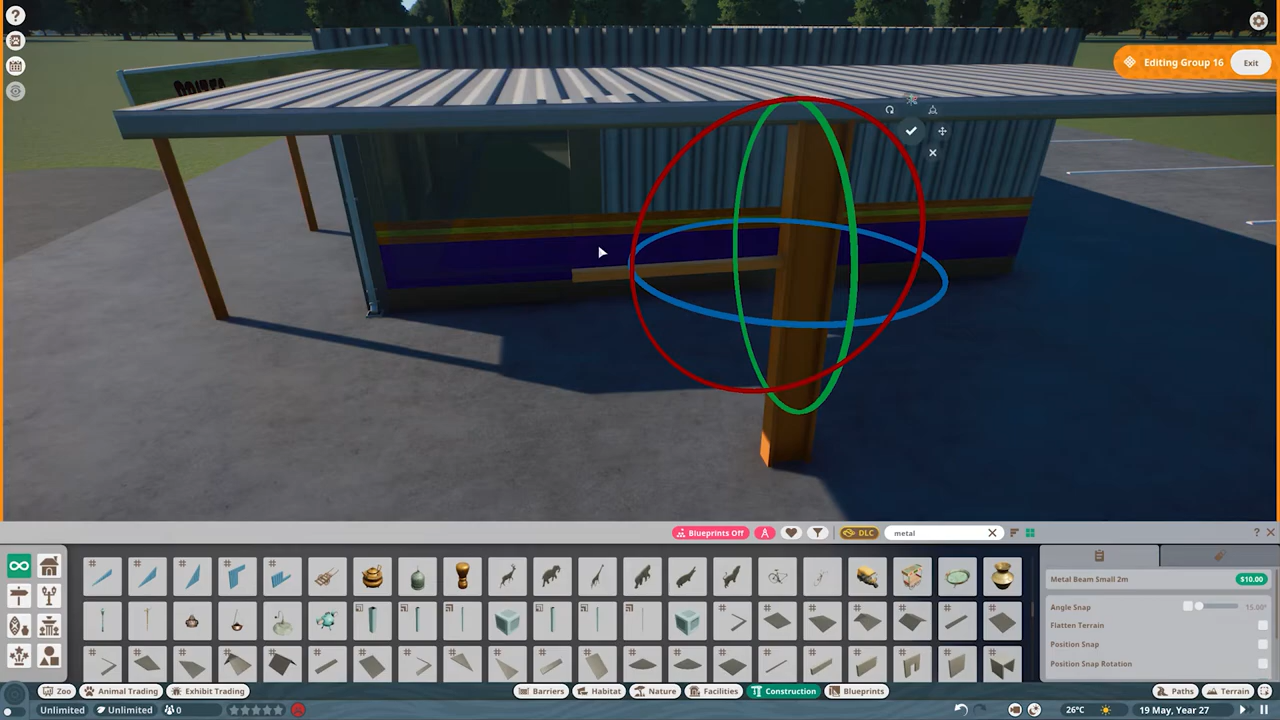 ?
Editing Group 16
Exit
Blueprints Off
DLC
metal
?
Metal Beam Small 2m
$10.00
Angle Snap
15.00°
Flatten Terrain
Position Snap
Position Snap Rotation
Zoo
Animal Trading
Exhibit Trading
Barriers
Habitat
Nature
Facilities
Construction
Blueprints
Paths
Terrain
Unlimited
Unlimited
0
26°C
19 May, Year 27